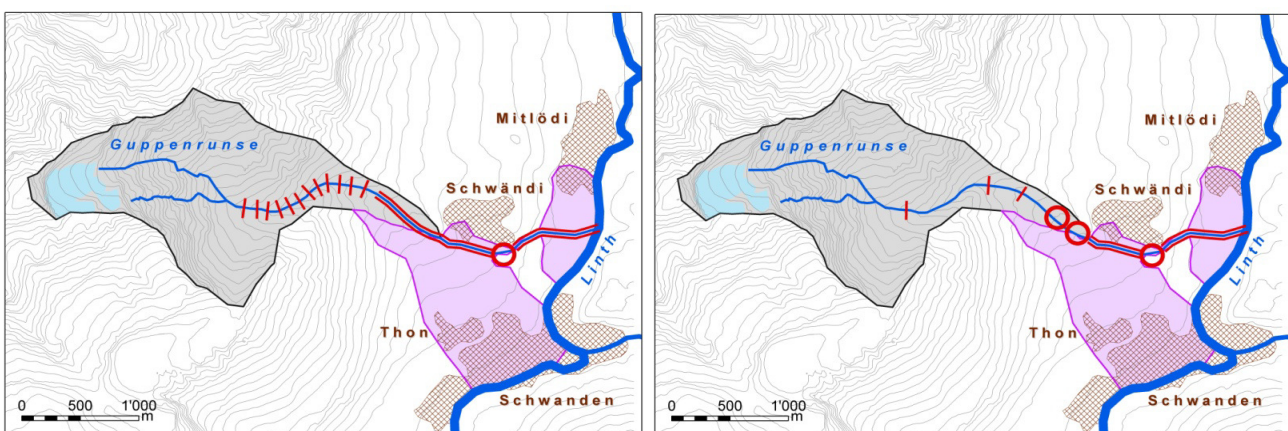 Mitlödi
Guppenrunse
Schwändi
Linth
Thon
Schwanden
0 500 1'000
m
Mitlödi
Guppenrunse
Schwändi
Linth
Thon
Schwanden
0 500 1'000
m